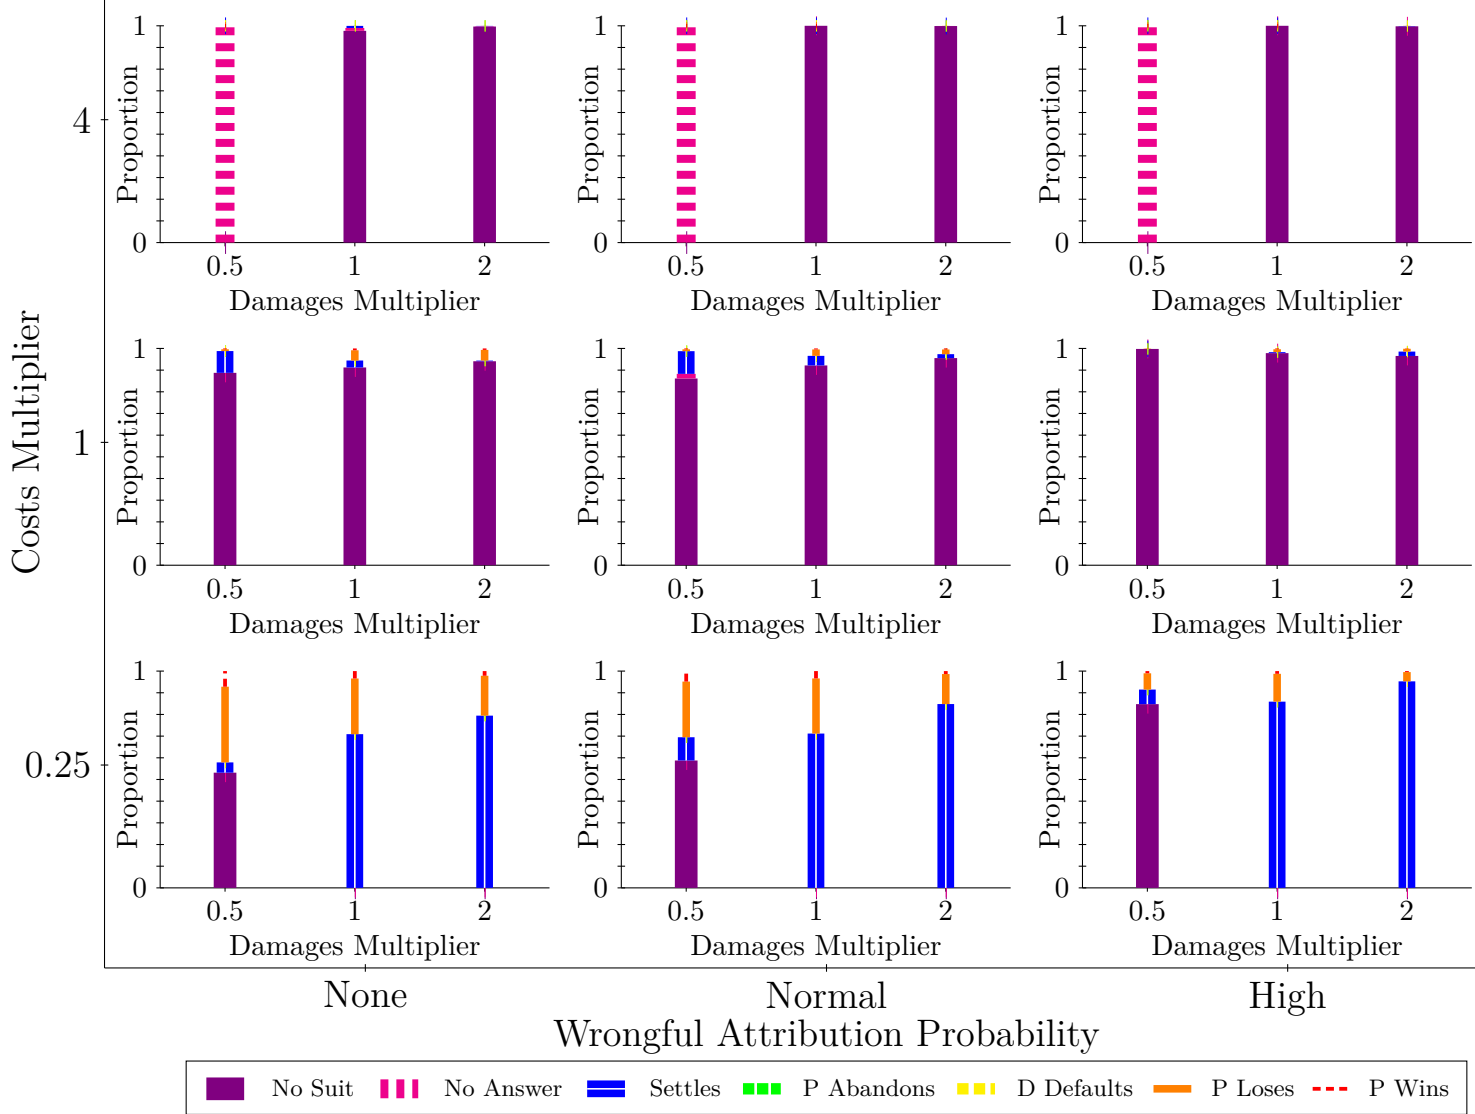 Costs Multiplier
4
Proportion
1
0
0.5 1 2
Damages Multiplier
Proportion
1
0
0.5 1 2
Damages Multiplier
Proportion
1
0
0.5 1 2
Damages Multiplier
1
Proportion
1
0
0.5 1 2
Damages Multiplier
Proportion
1
0
0.5 1 2
Damages Multiplier
Proportion
1
0
0.5 1 2
Damages Multiplier
0.25
Proportion
1
0
0.5 1 2
Damages Multiplier
Proportion
1
0
0.5 1 2
Damages Multiplier
Proportion
1
0
0.5 1 2
Damages Multiplier
None Normal High
Wrongful Attribution Probability
No Suit No Answer Settles P Abandons D Defaults P Loses P Wins